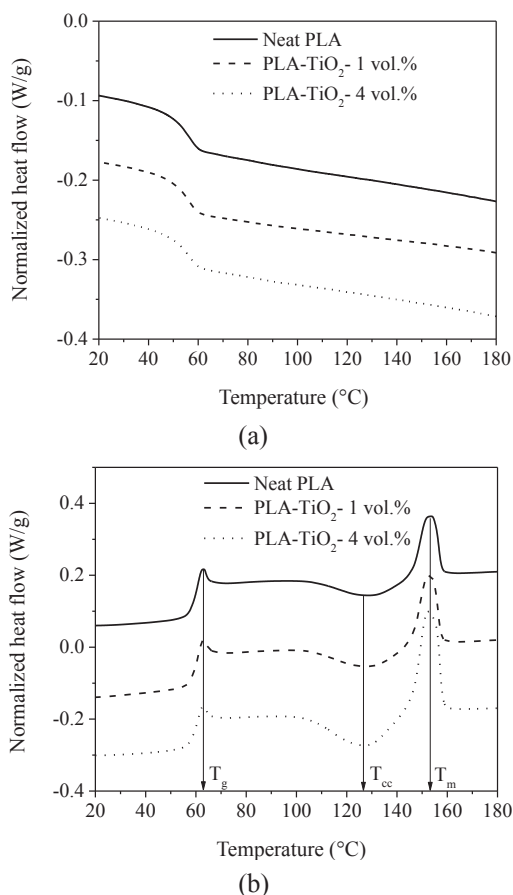 0.0
-0.1
-0.2
-0.3
-0.4
Normalized heat flow (W/g)
Neat PLA
PLA-TiO₂- 1 vol.%
PLA-TiO₂- 4 vol.%
20 40 60 80 100 120 140 160 180
Temperature (°C)
(a)
0.4
0.2
0.0
-0.2
-0.4
Normalized heat flow (W/g)
Neat PLA
PLA-TiO₂- 1 vol.%
PLA-TiO₂- 4 vol.%
T_g T_cc T_m
20 40 60 80 100 120 140 160 180
Temperature (°C)
(b)